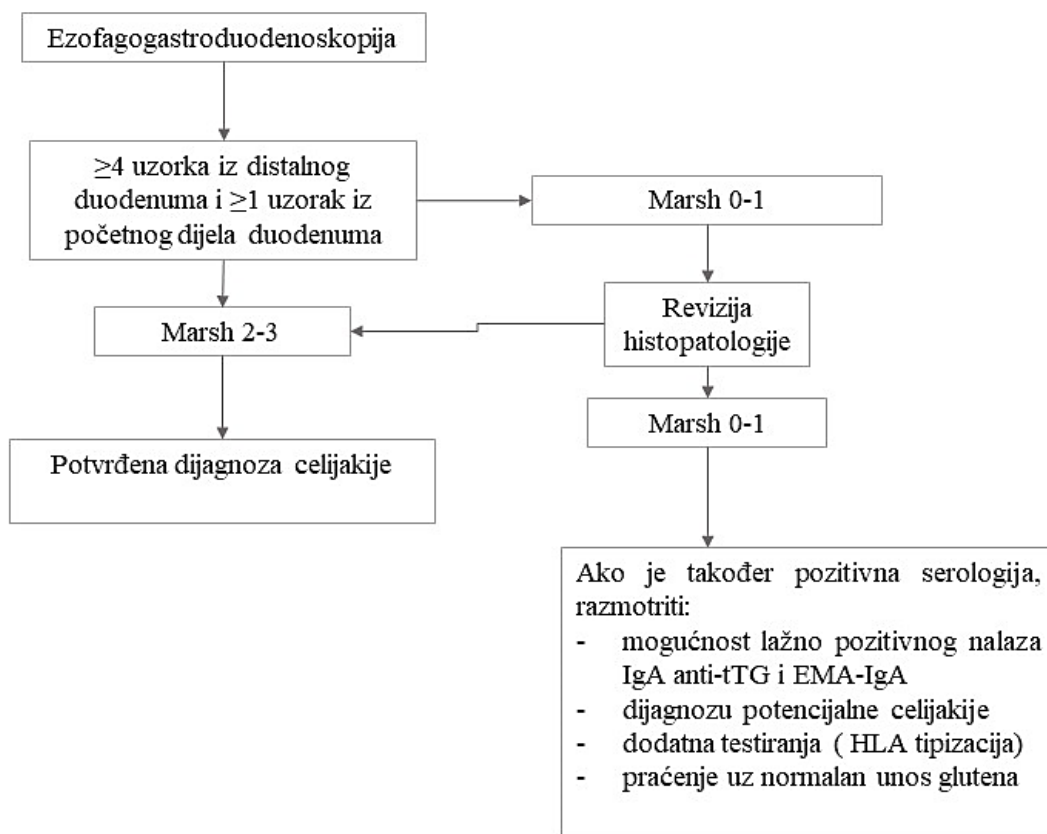 Ezofagogastroduodenoskopija
≥4 uzorka iz distalnog
duodenuma i ≥1 uzorak iz
početnog dijela duodenuma
Marsh 0-1
Marsh 2-3
Revizija
histopatologije
Marsh 0-1
Potvrđena dijagnoza celijakije
Ako je također pozitivna serologija,
razmotriti:
- mogućnost lažno pozitivnog nalaza
IgA anti-tTG i EMA-IgA
- dijagnozu potencijalne celijakije
- dodatna testiranja ( HLA tipizacija)
- praćenje uz normalan unos glutena